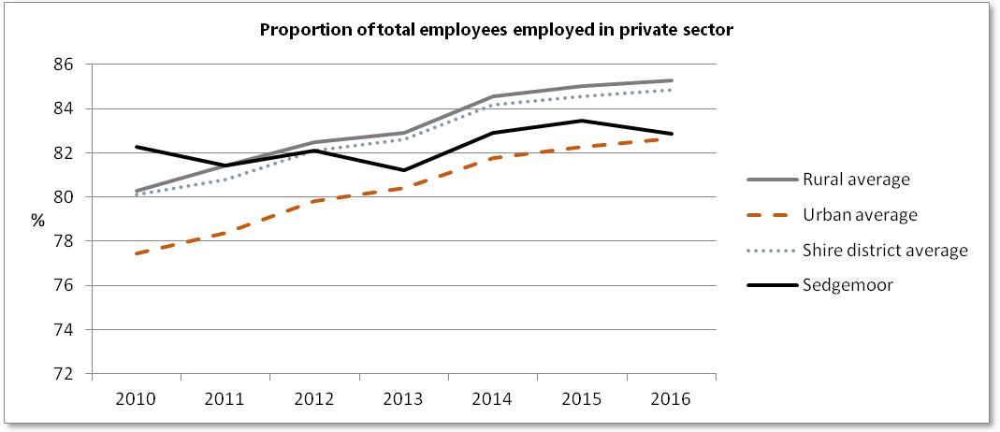 Proportion of total employees employed in private sector
86
84
82
80
78
76
74
72
%
2010 2011 2012 2013 2014 2015 2016
Rural average
Urban average
Shire district average
Sedgemoor